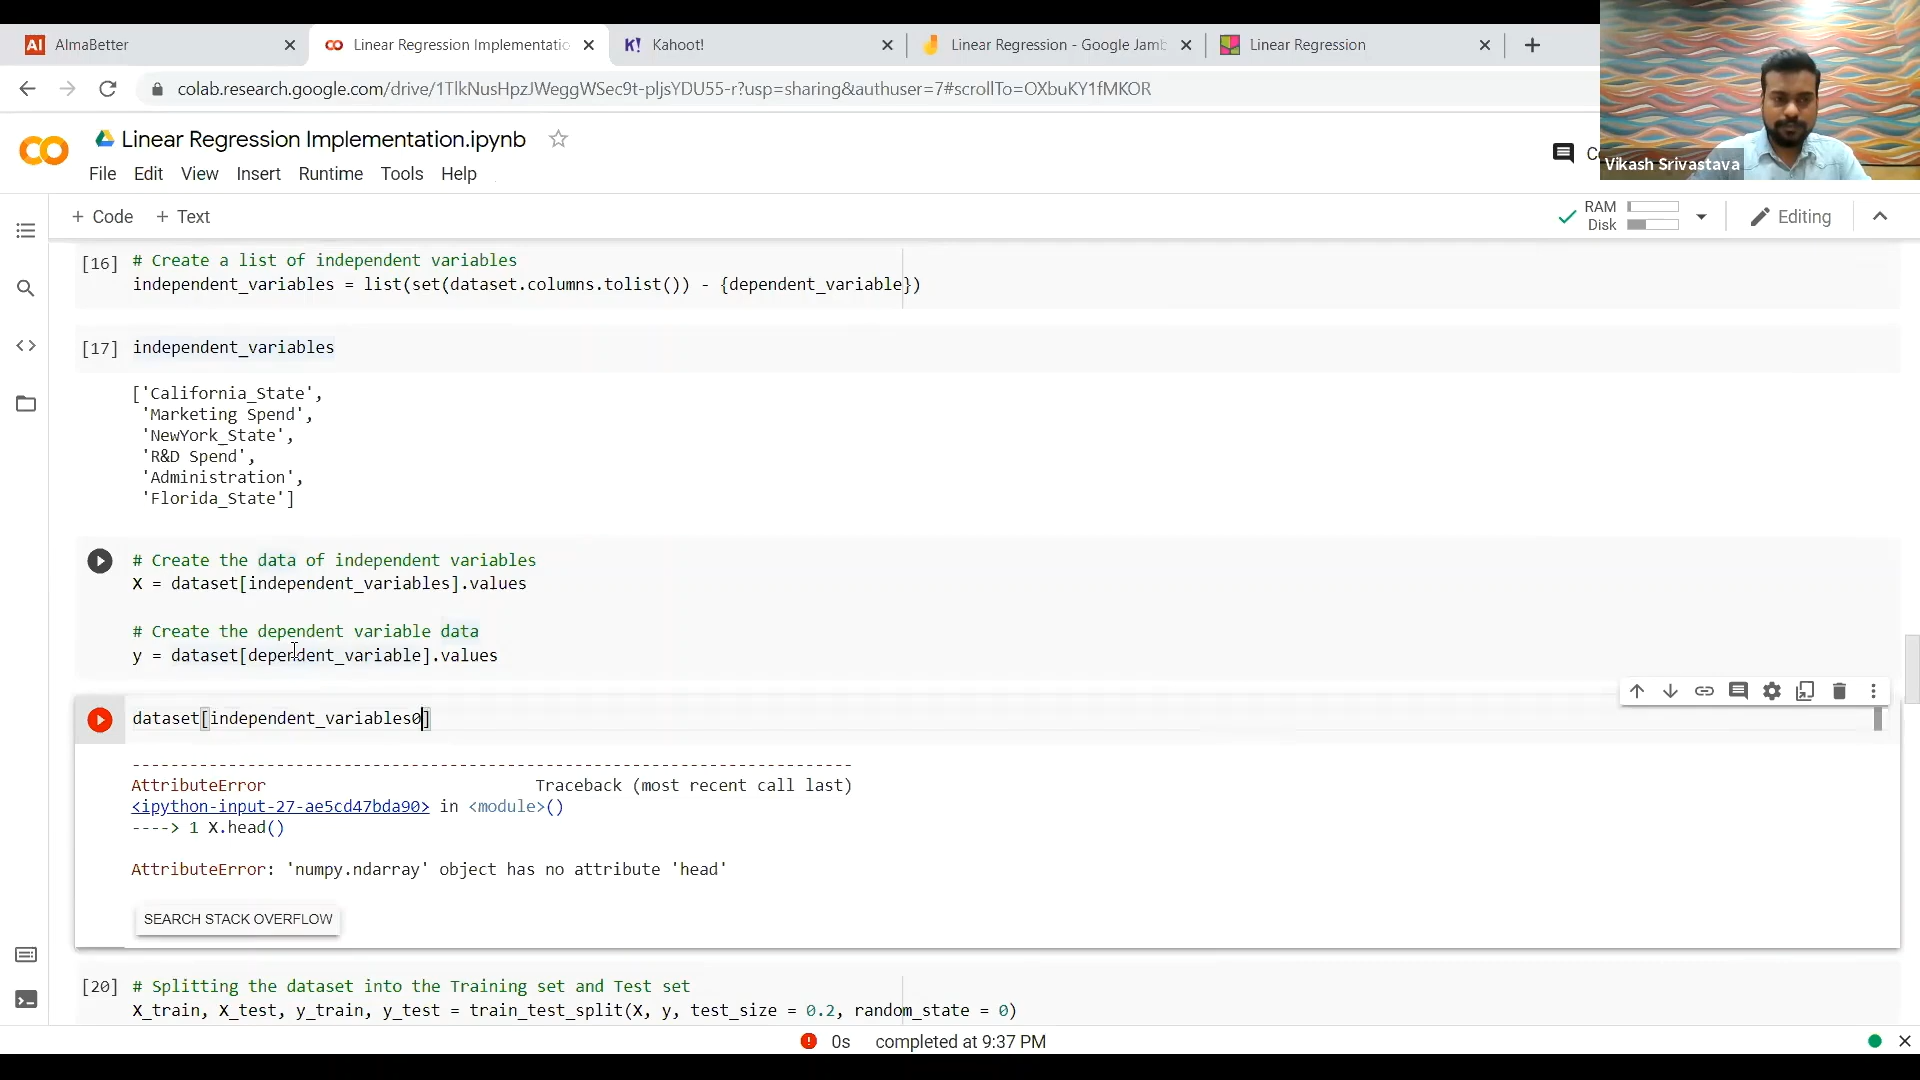 AI AlmaBetter
Linear Regression Implementatio
K! Kahoot!
Linear Regression - Google Jamb
Linear Regression
colab.research.google.com/drive/1TlkNusHpzJWeggWSec9t-pljsYDU55-r?usp=sharing&authuser=7#scrollTo=OXbuKY1fMKOR
Linear Regression Implementation.ipynb
File Edit View Insert Runtime Tools Help
Vikash Srivastava
+ Code + Text
RAM
Disk
Editing
[16] # Create a list of independent variables
independent_variables = list(set(dataset.columns.tolist()) - {dependent_variable})
[17] independent_variables
['California_State',
'Marketing Spend',
'NewYork_State',
'R&D Spend',
'Administration',
'Florida_State']
# Create the data of independent variables
X = dataset[independent_variables].values
# Create the dependent variable data
y = dataset[dependent_variable].values
dataset[independent_variables0]
---------------------------------------------------------------------------
AttributeError Traceback (most recent call last)
<ipython-input-27-ae5cd47bda90> in <module>()
----> 1 X.head()
AttributeError: 'numpy.ndarray' object has no attribute 'head'
SEARCH STACK OVERFLOW
[20] # Splitting the dataset into the Training set and Test set
X_train, X_test, y_train, y_test = train_test_split(X, y, test_size = 0.2, random_state = 0)
0s completed at 9:37 PM